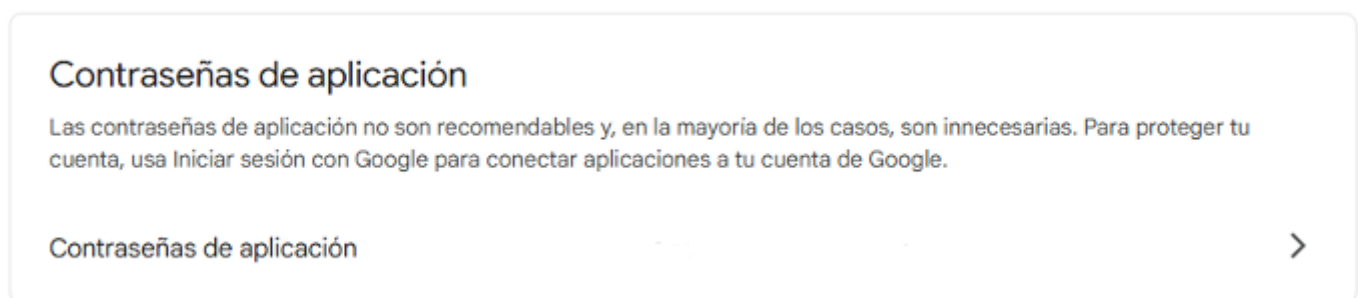 Contraseñas de aplicación
Las contraseñas de aplicación no son recomendables y, en la mayoría de los casos, son innecesarias. Para proteger tu
cuenta, usa Iniciar sesión con Google para conectar aplicaciones a tu cuenta de Google.
Contraseñas de aplicación